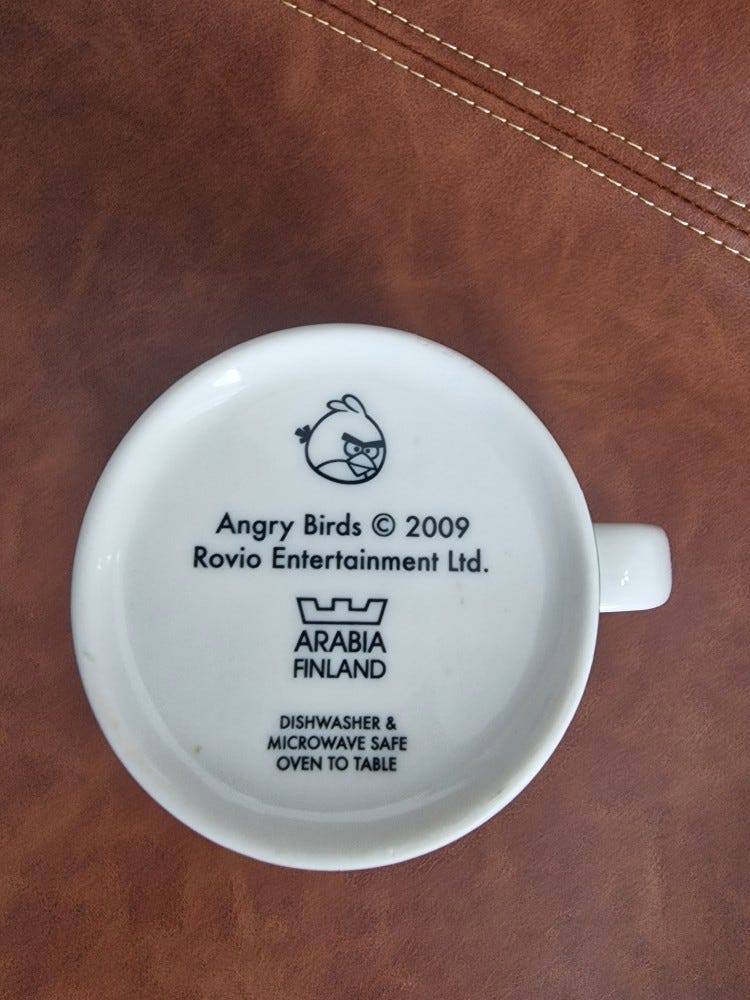 Angry Birds © 2009
Rovio Entertainment Ltd.
ARABIA
FINLAND
DISHWASHER &
MICROWAVE SAFE
OVEN TO TABLE